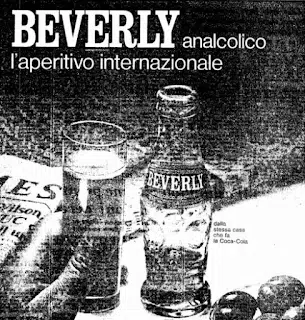 BEVERLY analcolico
l'aperitivo internazionale
BEVERLY
dalla
stessa casa
che fa
la Coca-Cola